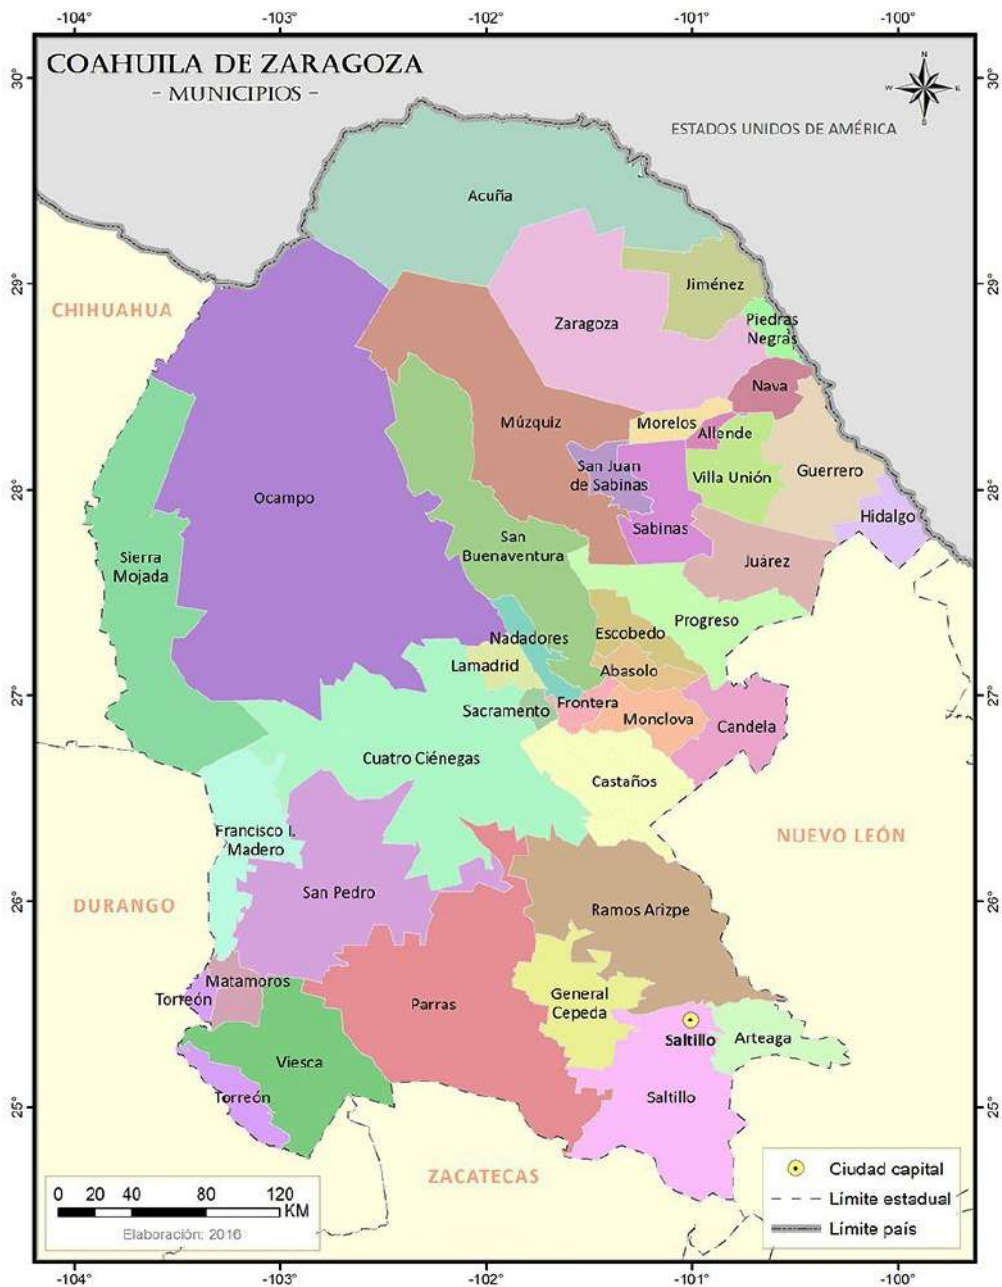 -104°
-103°
-102°
-101°
-100°
COAHUILA DE ZARAGOZA
- MUNICIPIOS -
N
W
E
S
30°
30°
ESTADOS UNIDOS DE AMÉRICA
Acuña
29°
29°
CHIHUAHUA
Jiménez
Zaragoza
Piedras
Negras
Nava
Múzquiz
Morelos
Allende
San Juan
de Sabinas
Villa Unión
Guerrero
28°
28°
Ocampo
Hidalgo
Sabinas
San
Buenaventura
Sierra
Mojada
Juárez
Progreso
Nadadores
Escobedo
Lamadrid
Abasolo
27°
27°
Sacramento
Frontera
Monclova
Candela
Cuatro Ciénegas
Castaños
Francisco I.
Madero
NUEVO LEÓN
San Pedro
26°
26°
DURANGO
Ramos Arizpe
Matamoros
Torreón
Parras
General
Cepeda
Saltillo
Arteaga
Viesca
Torreón
Saltillo
25°
25°
ZACATECAS
Ciudad capital
Límite estadual
Límite país
0 20 40 80 120
KM
Elaboración: 2016
-104°
-103°
-102°
-101°
-100°